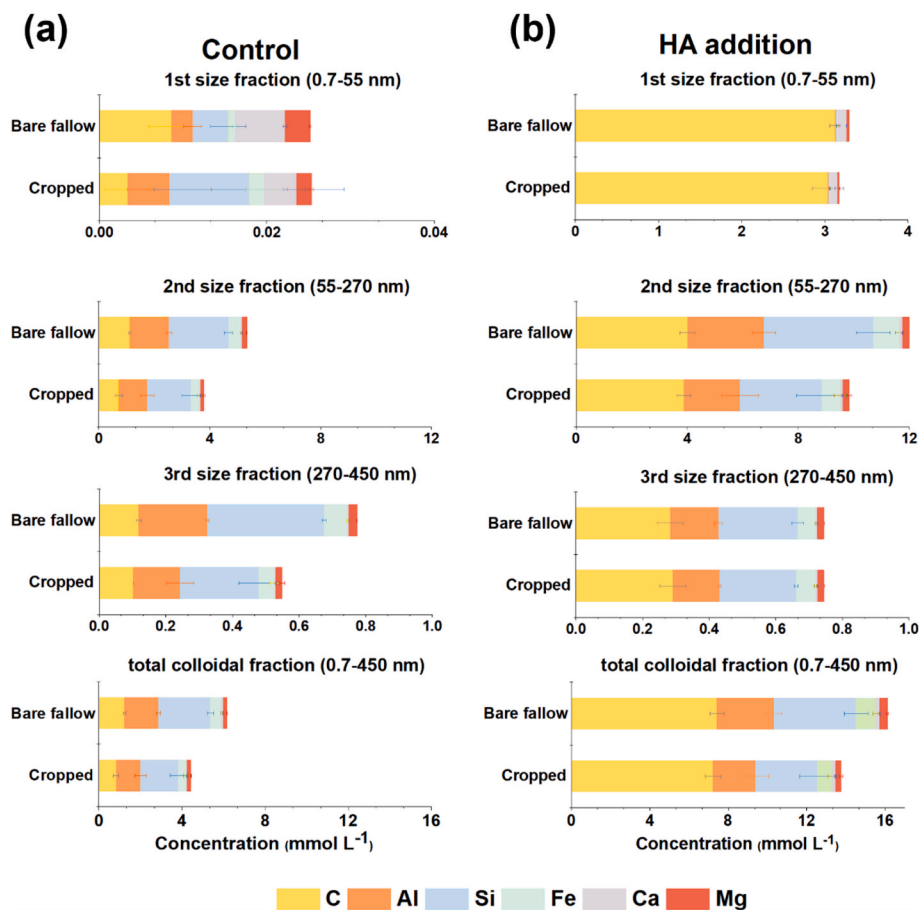 (a) Control
1st size fraction (0.7-55 nm)
Bare fallow
Cropped
0.00 0.02 0.04
2nd size fraction (55-270 nm)
Bare fallow
Cropped
0 4 8 12
3rd size fraction (270-450 nm)
Bare fallow
Cropped
0.0 0.2 0.4 0.6 0.8 1.0
total colloidal fraction (0.7-450 nm)
Bare fallow
Cropped
0 4 8 12 16
Concentration (mmol L⁻¹)
(b) HA addition
1st size fraction (0.7-55 nm)
Bare fallow
Cropped
0 1 2 3 4
2nd size fraction (55-270 nm)
Bare fallow
Cropped
0 4 8 12
3rd size fraction (270-450 nm)
Bare fallow
Cropped
0.0 0.2 0.4 0.6 0.8 1.0
total colloidal fraction (0.7-450 nm)
Bare fallow
Cropped
0 4 8 12 16
Concentration (mmol L⁻¹)
C Al Si Fe Ca Mg